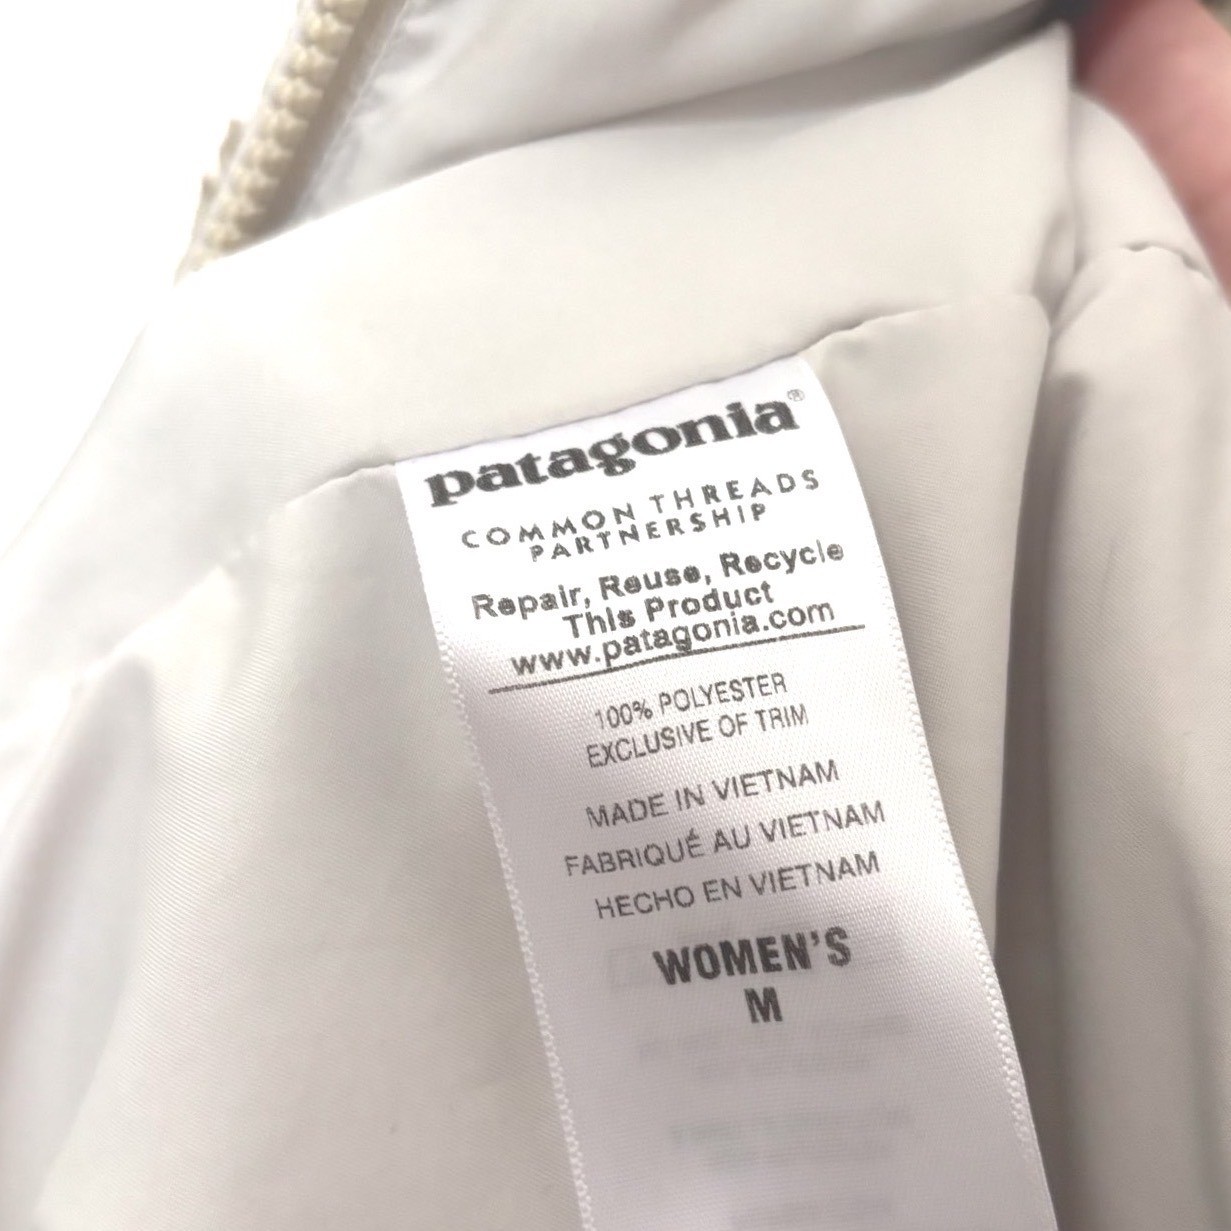 patagonia®
COMMON THREADS
PARTNERSHIP
Repair, Reuse, Recycle
This Product
www.patagonia.com
100% POLYESTER
EXCLUSIVE OF TRIM
MADE IN VIETNAM
FABRIQUÉ AU VIETNAM
HECHO EN VIETNAM
WOMEN'S
M